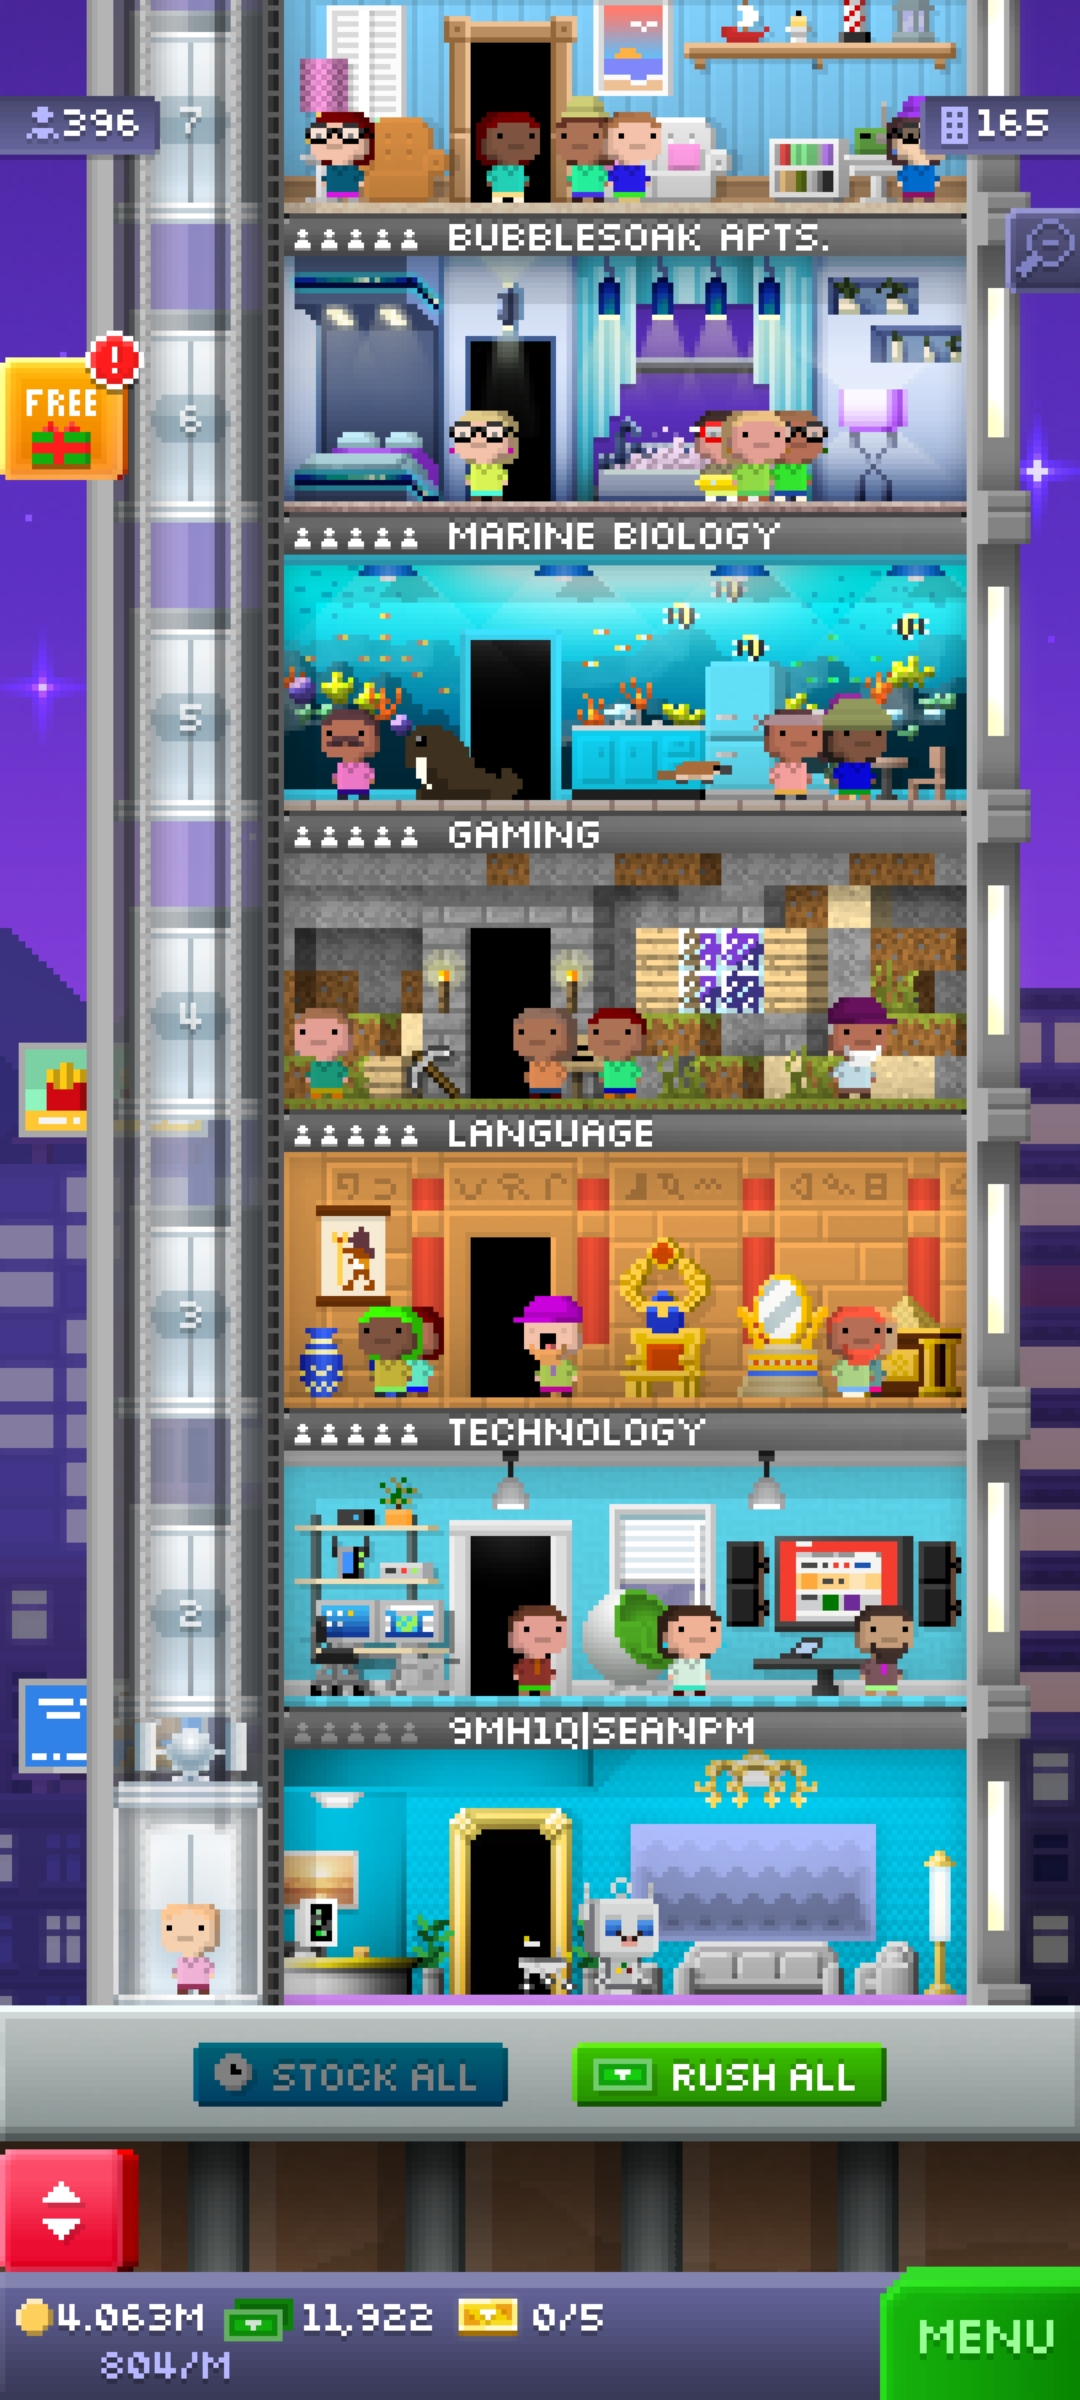 7
396
165
BUBBLESOAK APTS.
FREE
!
6
MARINE BIOLOGY
5
GAMING
4
LANGUAGE
3
TECHNOLOGY
2
9MH1Q|SEANPM
STOCK ALL
RUSH ALL
4.063M
11,922
0/5
804/M
MENU